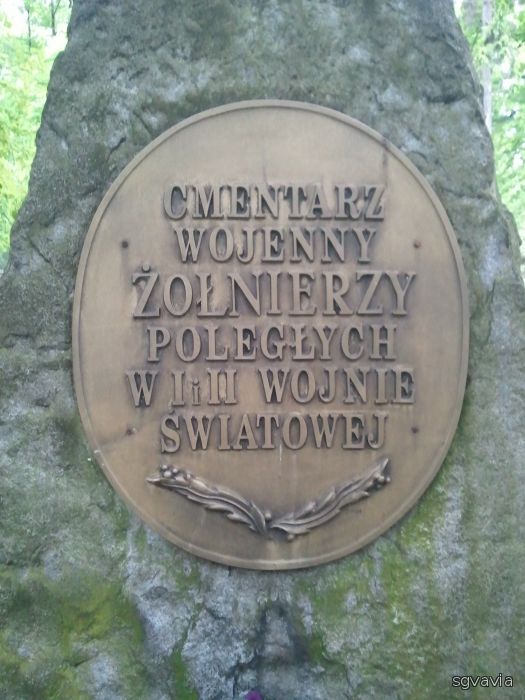 CMENTARZ
WOJENNY
ŻOŁNIERZY
POLEGŁYCH
W I i II WOJNIE
ŚWIATOWEJ
sgvavia